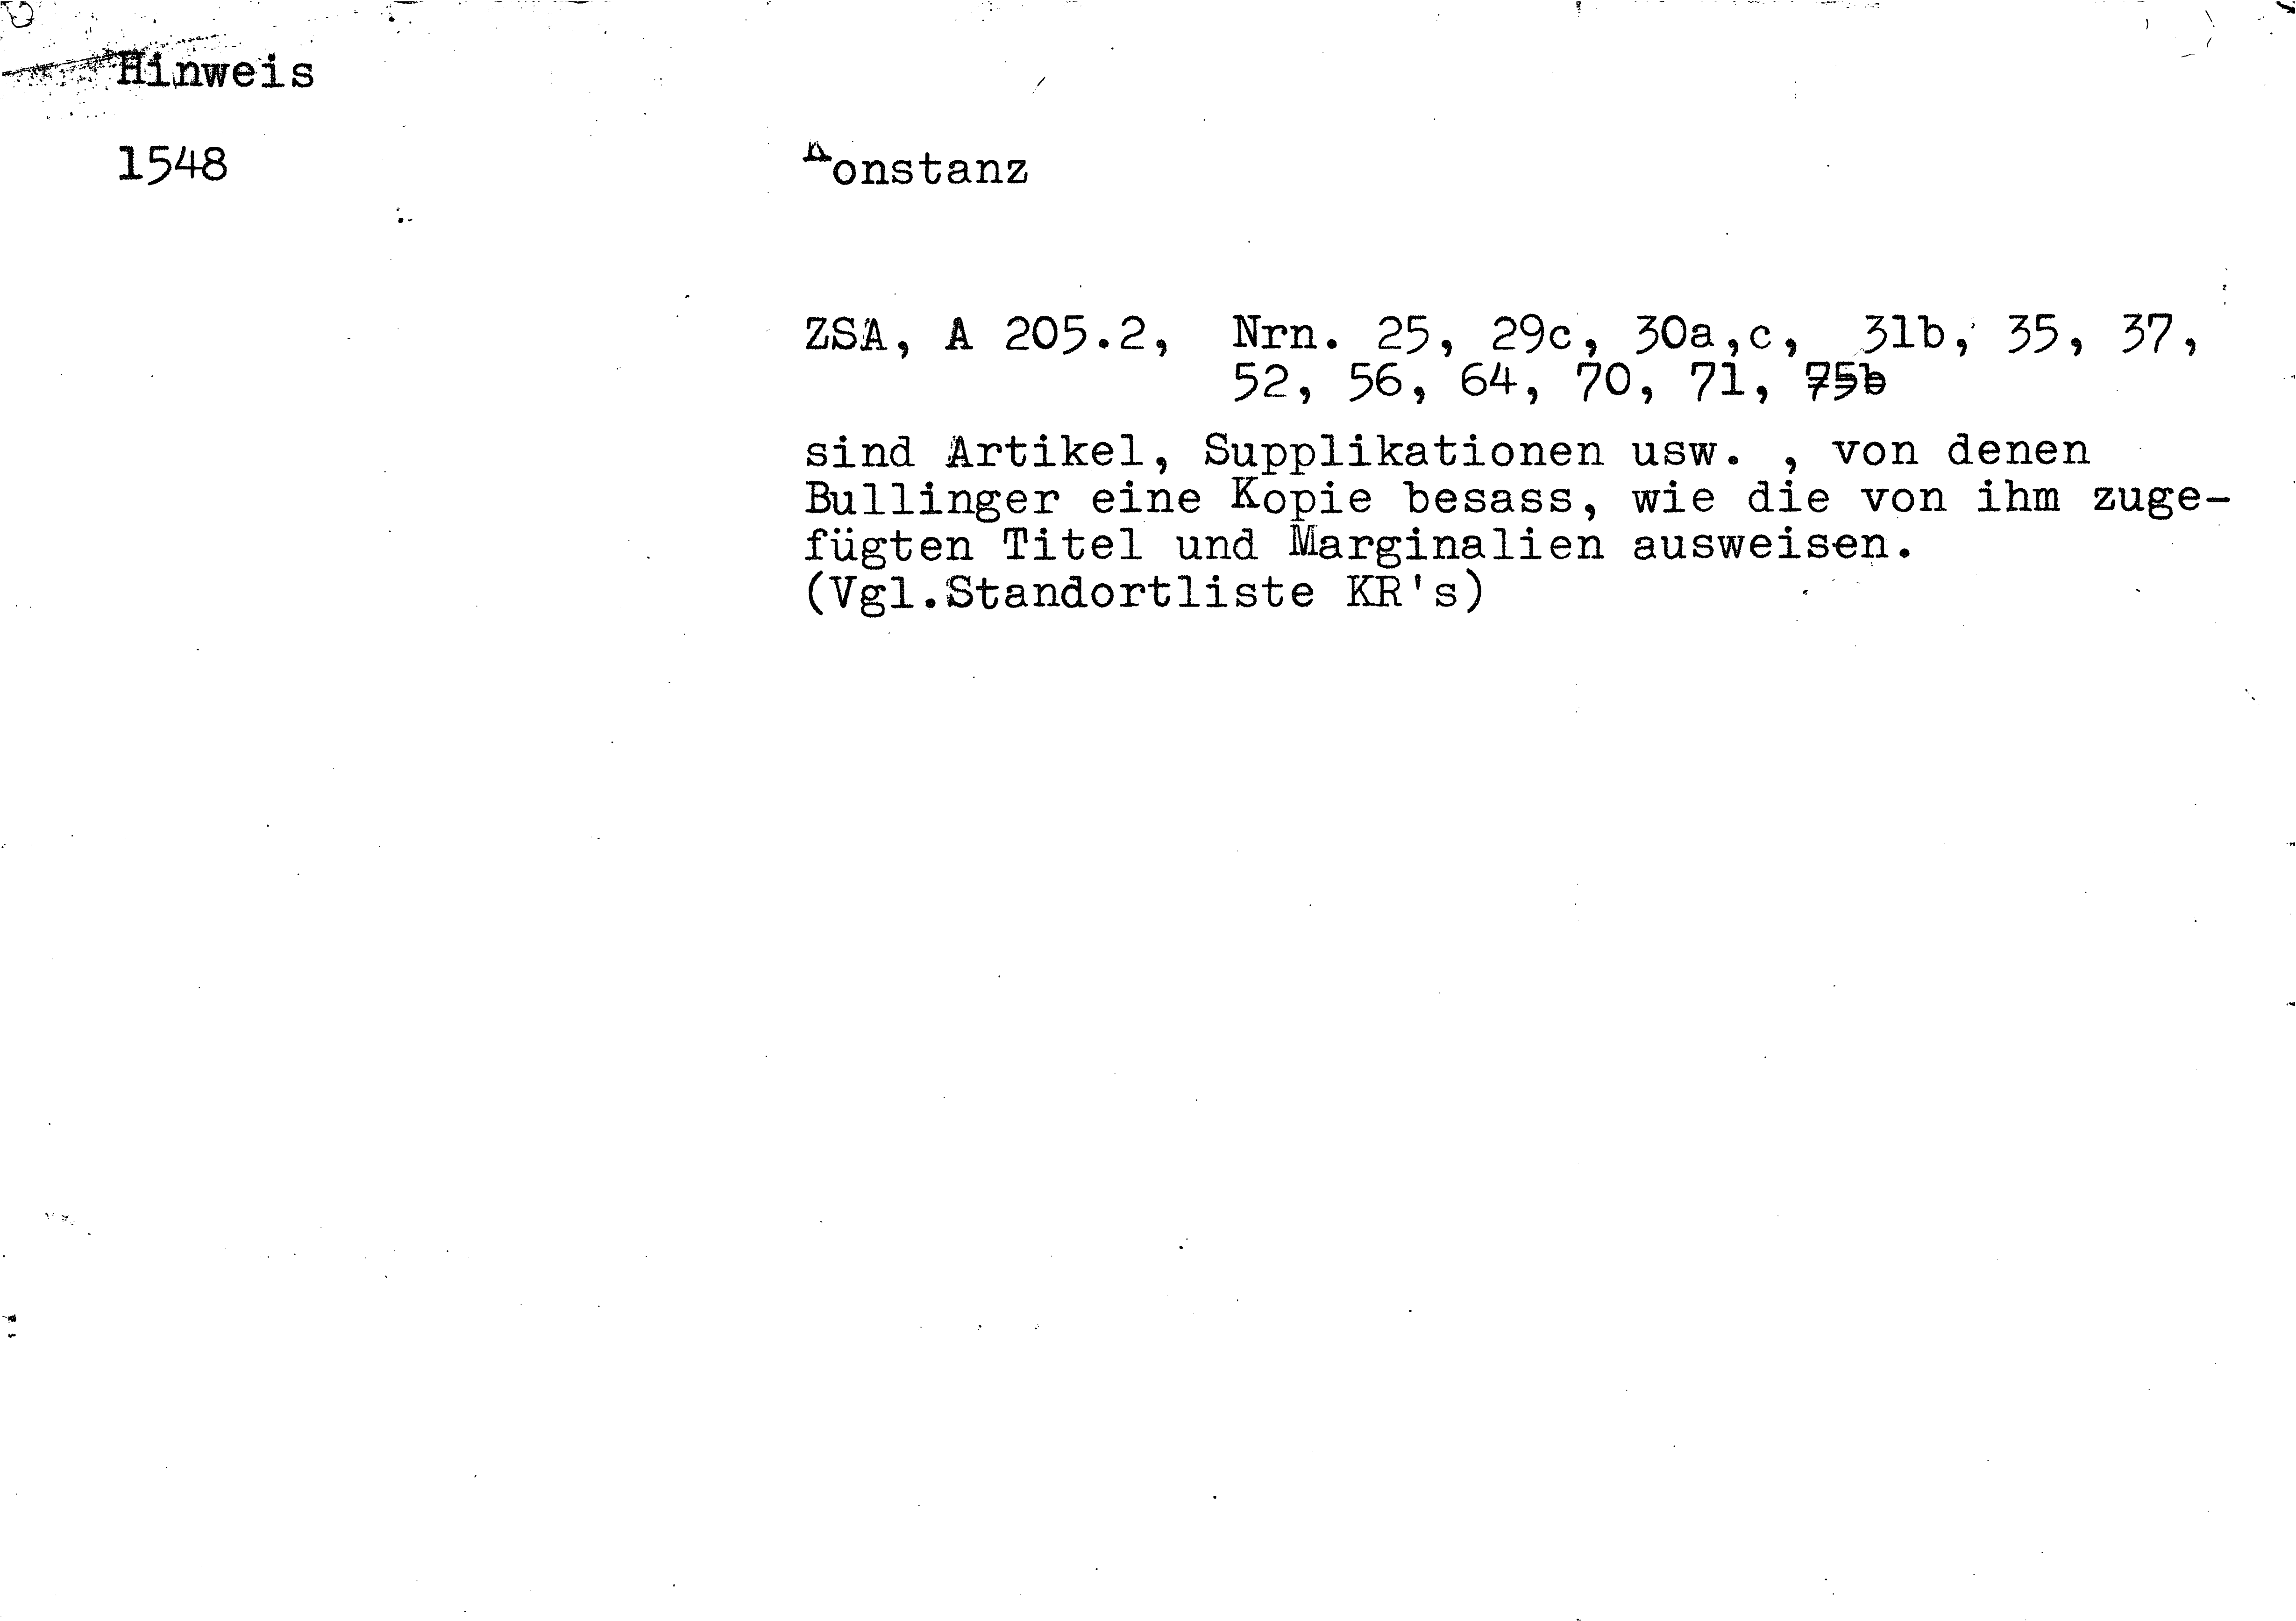 Hinweis
1548
Konstanz
ZSA, A 205.2, Nrn. 25, 29c, 30a,c, 31b, 35, 37,
52, 56, 64, 70, 71, 75b
sind Artikel, Supplikationen usw. , von denen
Bullinger eine Kopie besass, wie die von ihm zuge-
fügten Titel und Marginalien ausweisen.
(Vgl.Standortliste KR's)